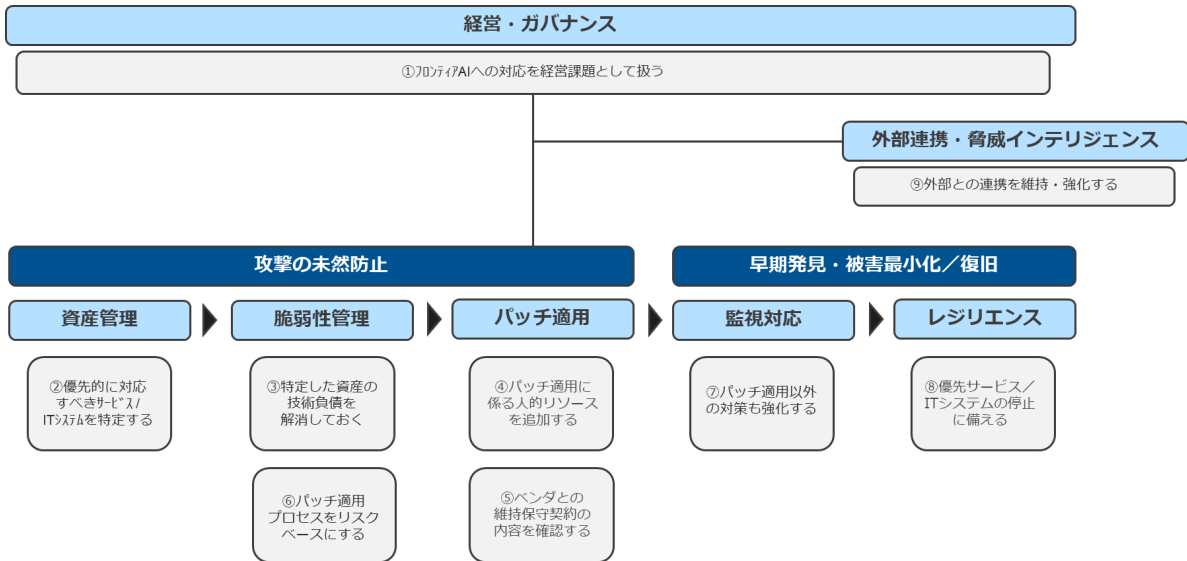 経営・ガバナンス
①ﾌﾛﾝﾃｨｱAIへの対応を経営課題として扱う
外部連携・脅威インテリジェンス
⑨外部との連携を維持・強化する
攻撃の未然防止
早期発見・被害最小化／復旧
資産管理
脆弱性管理
パッチ適用
監視対応
レジリエンス
②優先的に対応
すべきｻｰﾋﾞｽ/
ITｼｽﾃﾑを特定する
③特定した資産の
技術負債を
解消しておく
④パッチ適用に
係る人的リソース
を追加する
⑦パッチ適用以外
の対策も強化する
⑧優先サービス／
ITシステムの停止
に備える
⑥パッチ適用
プロセスをリスク
ベースにする
⑤ベンダとの
維持保守契約の
内容を確認する